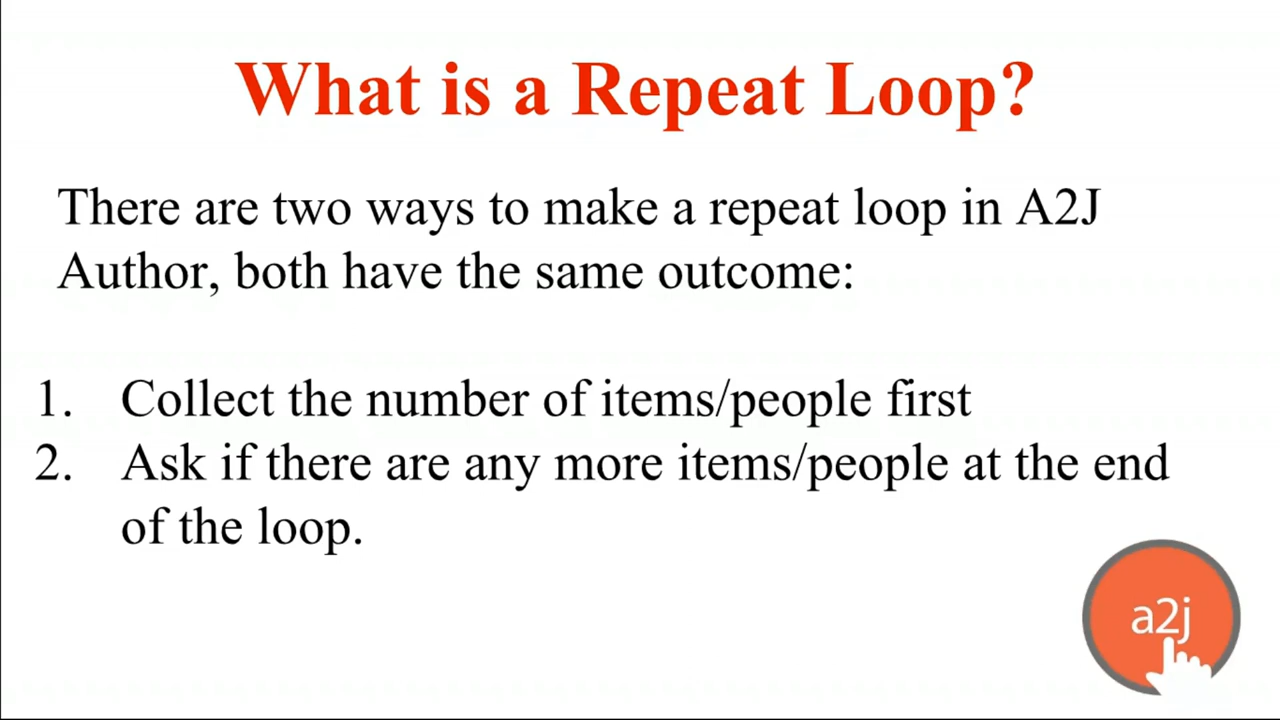 What is a Repeat Loop?
There are two ways to make a repeat loop in A2J
Author, both have the same outcome:
1. Collect the number of items/people first
2. Ask if there are any more items/people at the end
of the loop.
a2j